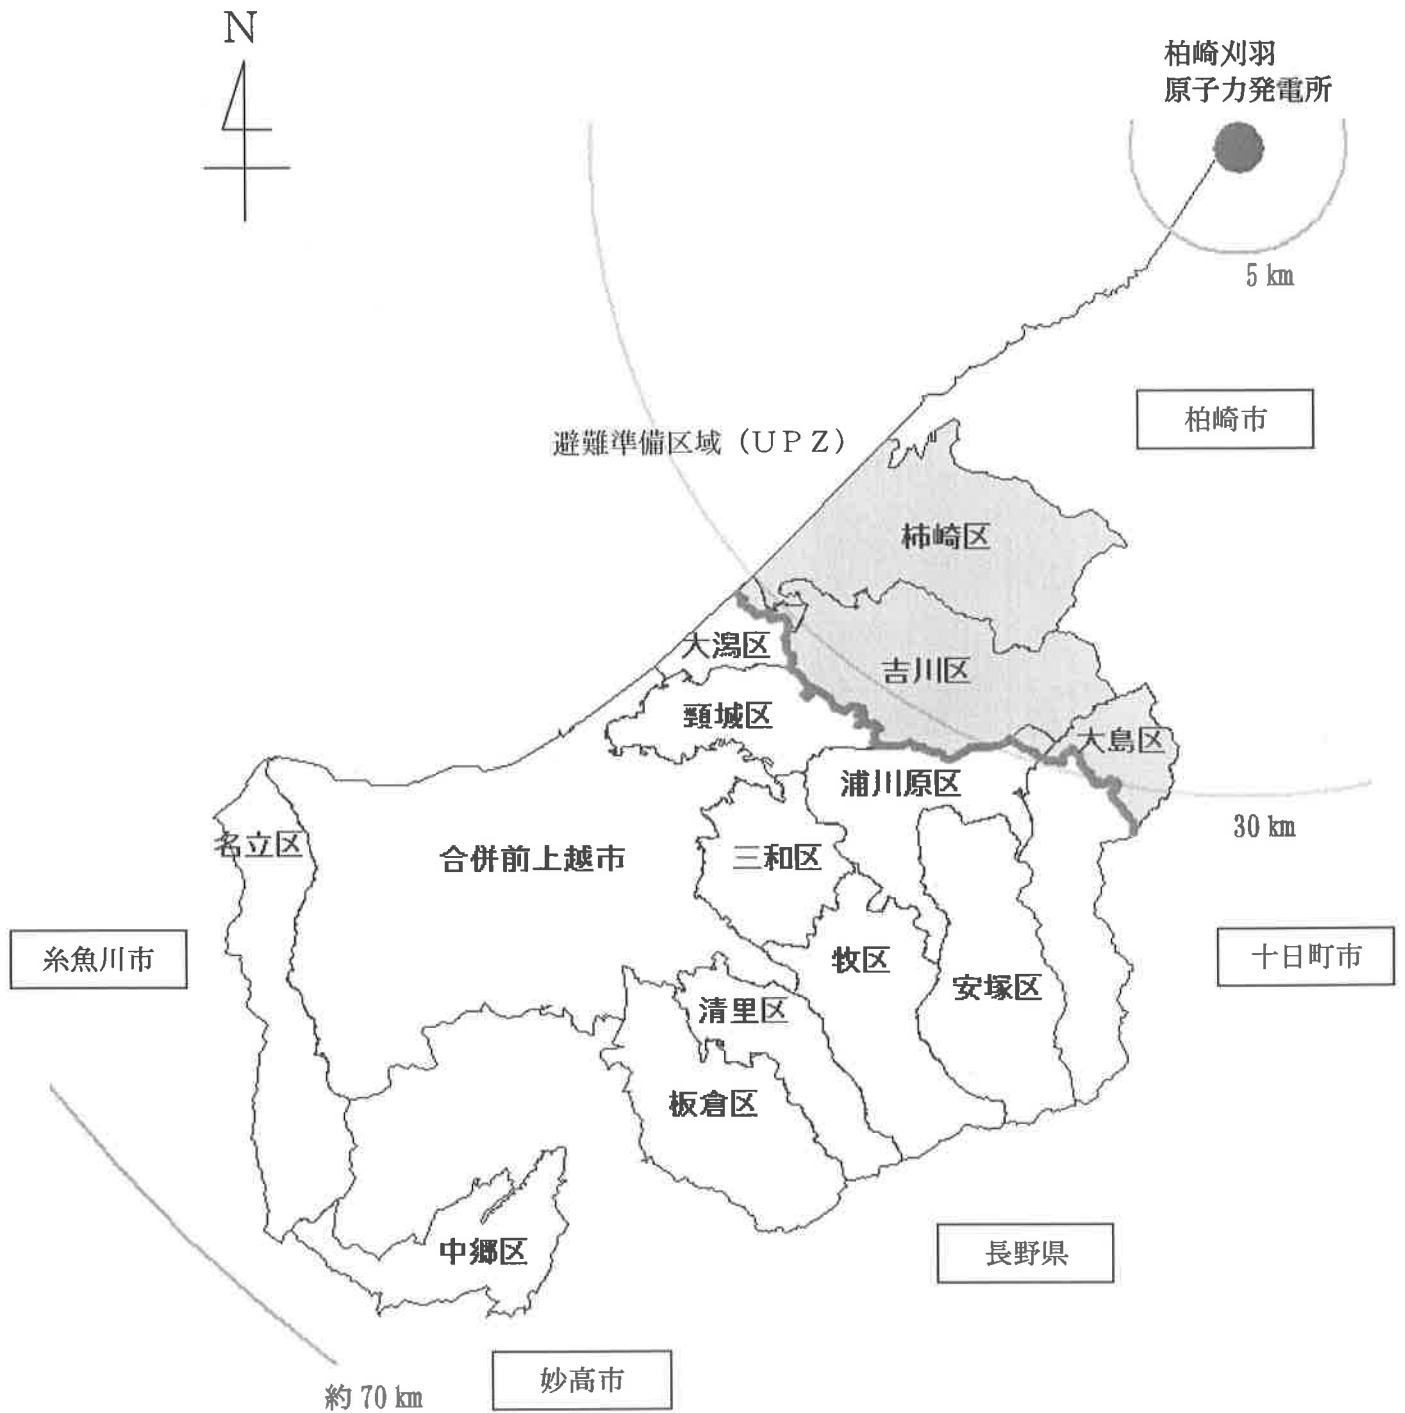 N
柏崎刈羽
原子力発電所
5 km
柏崎市
避難準備区域（ＵＰＺ）
柿崎区
大潟区
吉川区
頸城区
大島区
浦川原区
30 km
名立区
合併前上越市
三和区
糸魚川市
牧区
十日町市
安塚区
清里区
板倉区
中郷区
長野県
妙高市
約 70 km